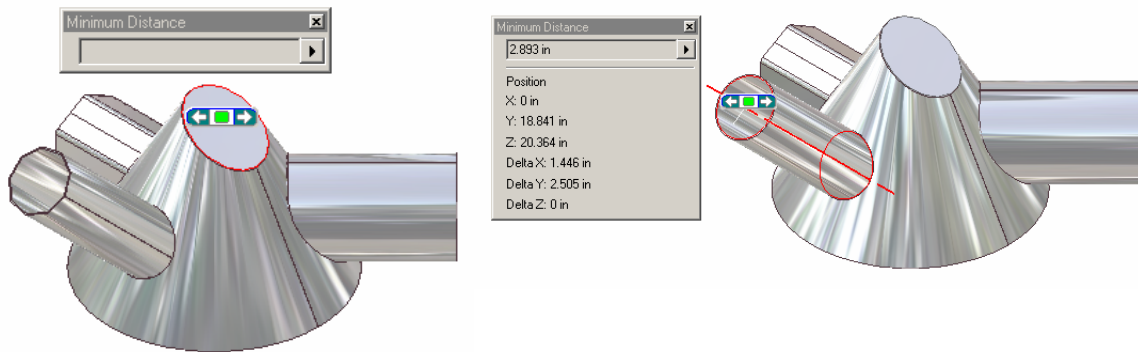 Minimum Distance
Minimum Distance
2.893 in
Position
X: 0 in
Y: 18.841 in
Z: 20.364 in
Delta X: 1.446 in
Delta Y: 2.505 in
Delta Z: 0 in